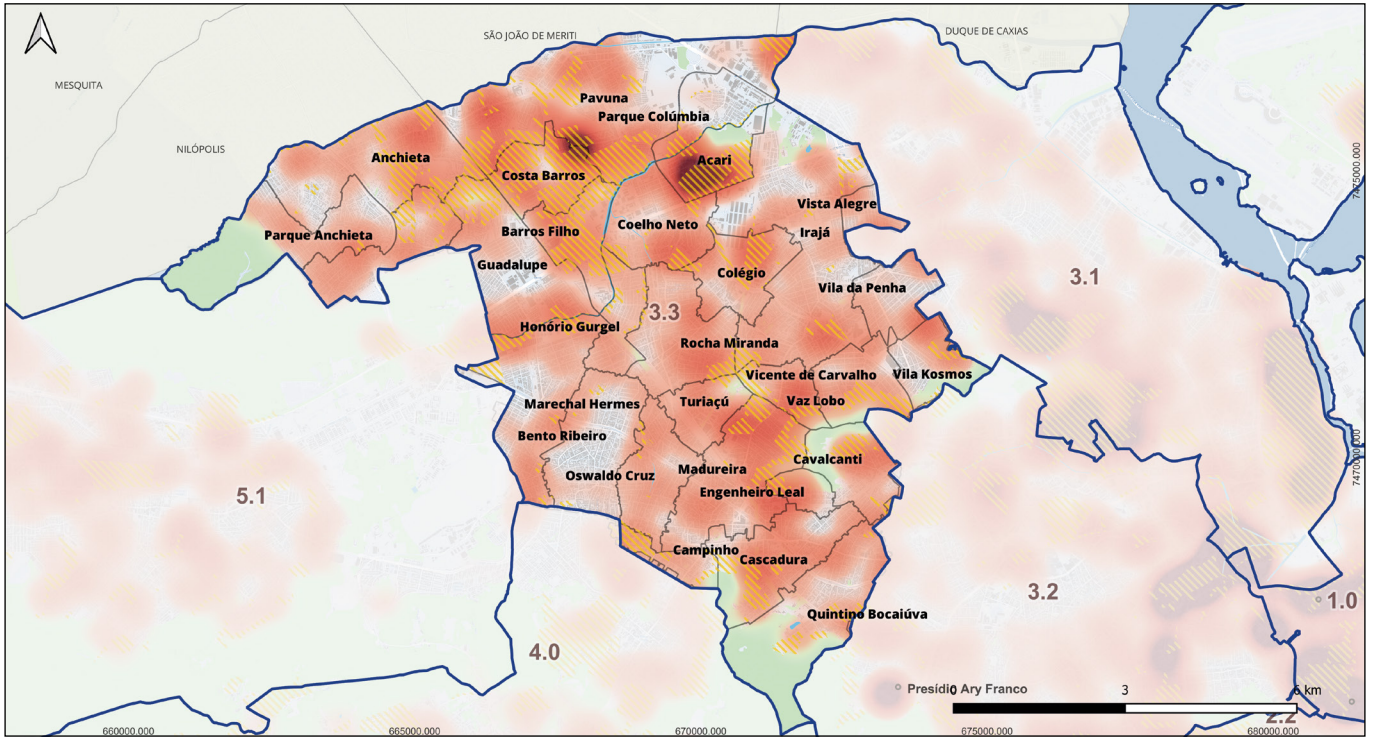 SÃO JOÃO DE MERITI
DUQUE DE CAXIAS
MESQUITA
NILÓPOLIS
Pavuna
Parque Colúmbia
Anchieta
Acari
Costa Barros
Vista Alegre
Parque Anchieta
Barros Filho
Coelho Neto
Irajá
Guadalupe
Colégio
3.1
Vila da Penha
3.3
Honório Gurgel
Rocha Miranda
Vicente de Carvalho
Vila Kosmos
Marechal Hermes
Turiaçú
Vaz Lobo
Bento Ribeiro
Cavalcanti
Oswaldo Cruz
Madureira
Engenheiro Leal
5.1
Campinho
Cascadura
3.2
1.0
Quintino Bocaiúva
4.0
Presídio Ary Franco
0
3
6 km
2.2
660000.000
665000.000
670000.000
675000.000
680000.000
7475000.000
7470000.000